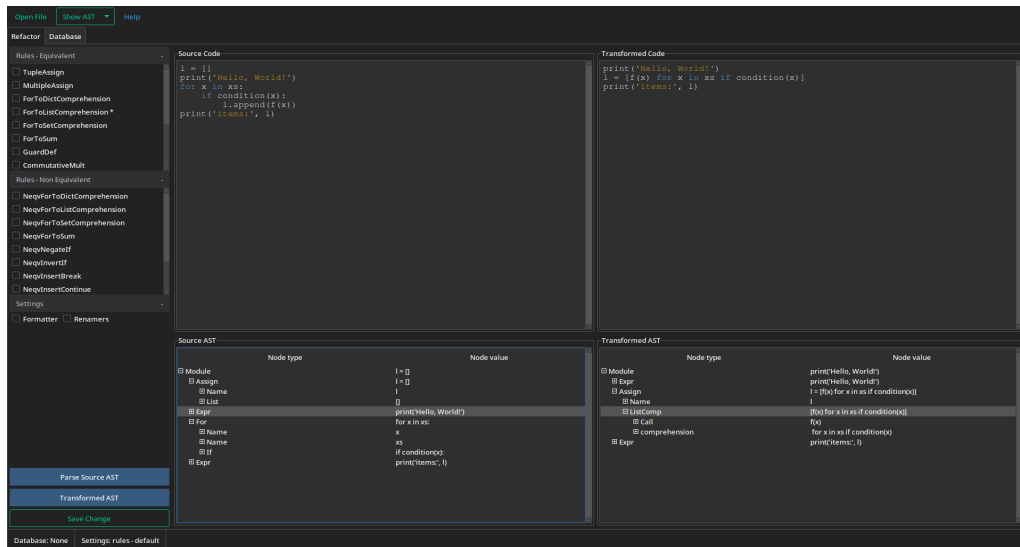 Open File Show AST Help
Refactor Database
Rules - Equivalent -
TupleAssign
MultipleAssign
ForToDictComprehension
ForToListComprehension *
ForToSetComprehension
ForToSum
GuardDef
CommutativeMult
Rules - Non Equivalent -
NeqvForToDictComprehension
NeqvForToListComprehension
NeqvForToSetComprehension
NeqvForToSum
NeqvNegateIf
NeqvInvertIf
NeqvInsertBreak
NeqvInsertContinue
Settings -
Formatter Renamers
Parse Source AST
Transformed AST
Save Change
Source Code
l = []
print('Hello, World!')
for x in xs:
if condition(x):
l.append(f(x))
print('items:', l)
Transformed Code
print('Hello, World!')
l = [f(x) for x in xs if condition(x)]
print('items:', l)
Source AST
Node type Node value
Module l = []
Assign l = []
Name l
List []
Expr print('Hello, World!')
For for x in xs:
Name x
Name xs
If if condition(x):
Expr print('items:', l)
Transformed AST
Node type Node value
Module print('Hello, World!')
Expr print('Hello, World!')
Assign l = [f(x) for x in xs if condition(x)]
Name l
ListComp [f(x) for x in xs if condition(x)]
Call f(x)
comprehension for x in xs if condition(x)
Expr print('items:', l)
Database: None Settings: rules - default